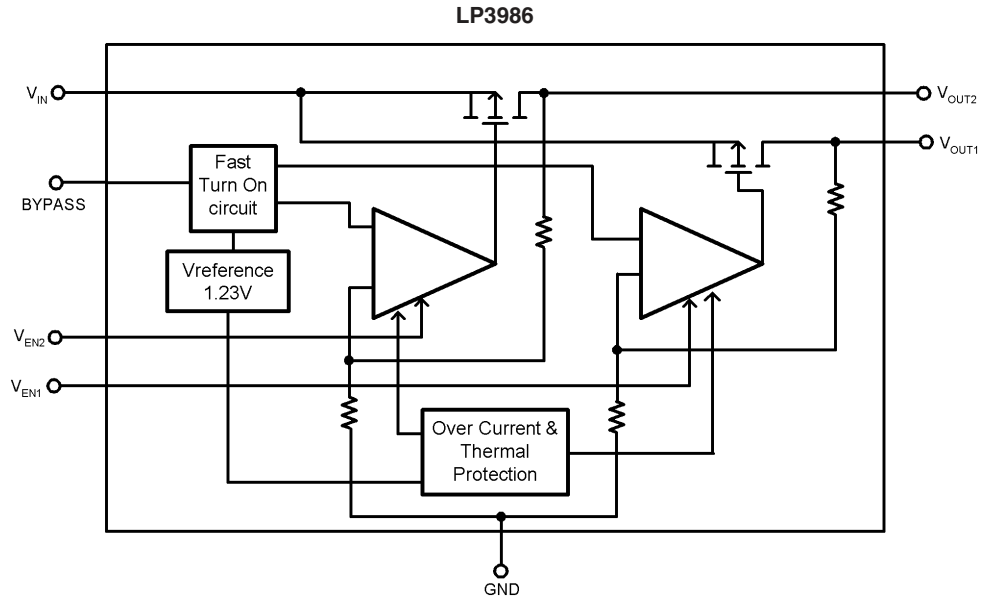 LP3986
VIN
VOUT2
VOUT1
Fast
Turn On
circuit
BYPASS
Vreference
1.23V
VEN2
VEN1
Over Current &
Thermal
Protection
GND